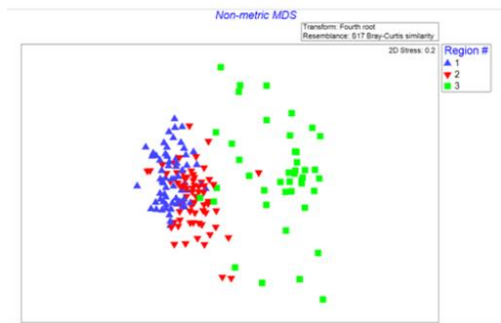 Non-metric MDS
Transform: Fourth root
Resemblance: S17 Bray-Curtis similarity
2D Stress: 0.2
Region #
1
2
3